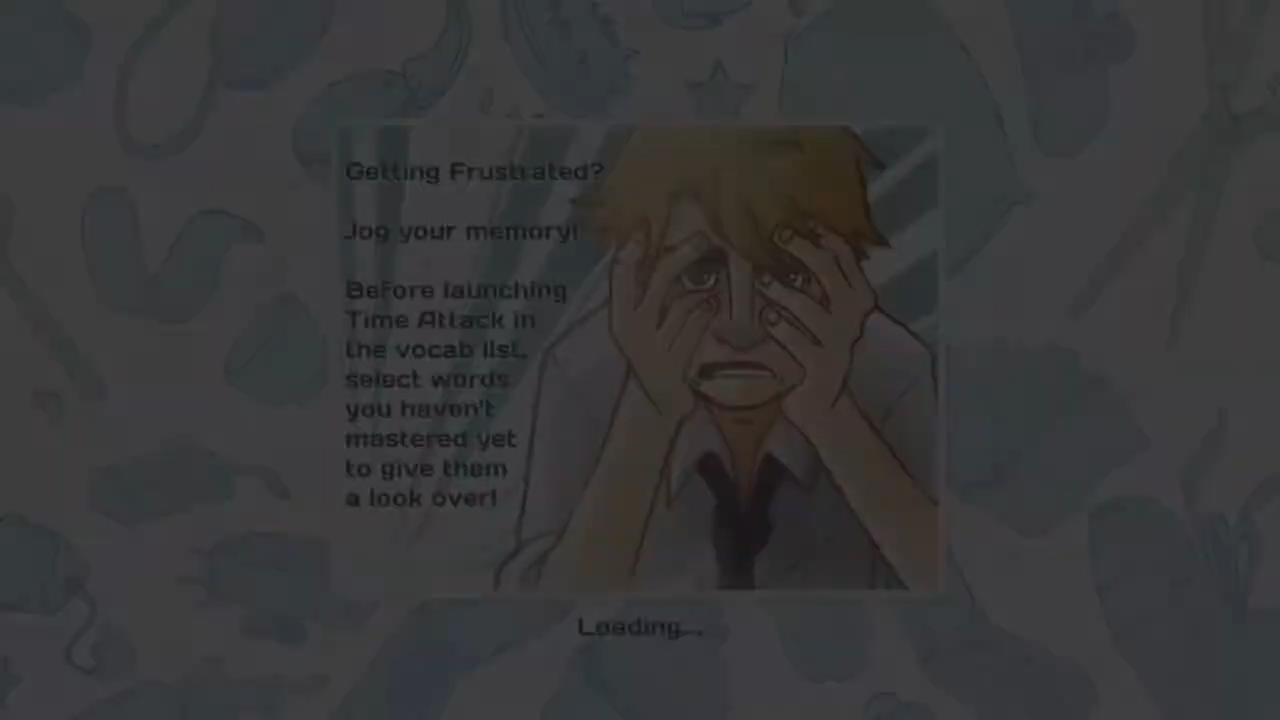 Getting Frustrated?
Jog your memory!
Before launching
Time Attack in
the vocab list,
select words
you haven't
mastered yet
to give them
a look over!
Loading...